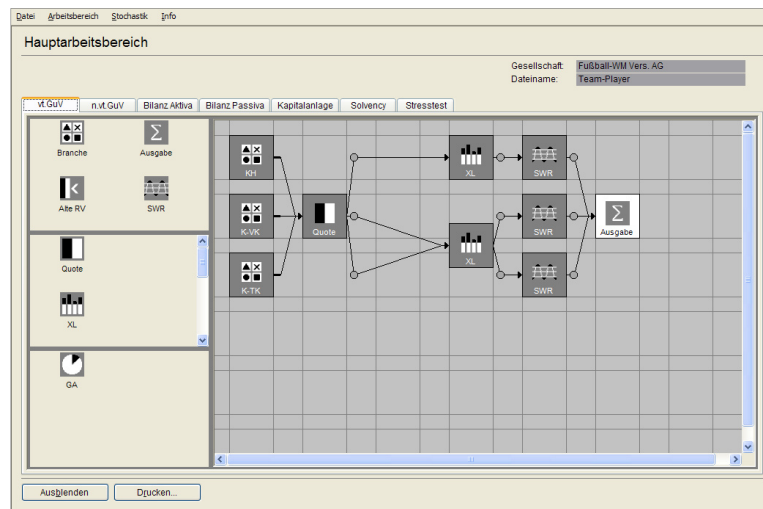 Datei Arbeitsbereich Stochastik Info
Hauptarbeitsbereich
Gesellschaft: Fußball-WM Vers. AG
Dateiname: Team-Player
vt.GuV n.vt.GuV Bilanz Aktiva Bilanz Passiva Kapitalanlage Solvency Stresstest
Branche Ausgabe
Alte RV SWR
Quote
XL
GA
KH XL SWR
K-VK Quote XL SWR Ausgabe
K-TK SWR
Ausblenden Drucken...